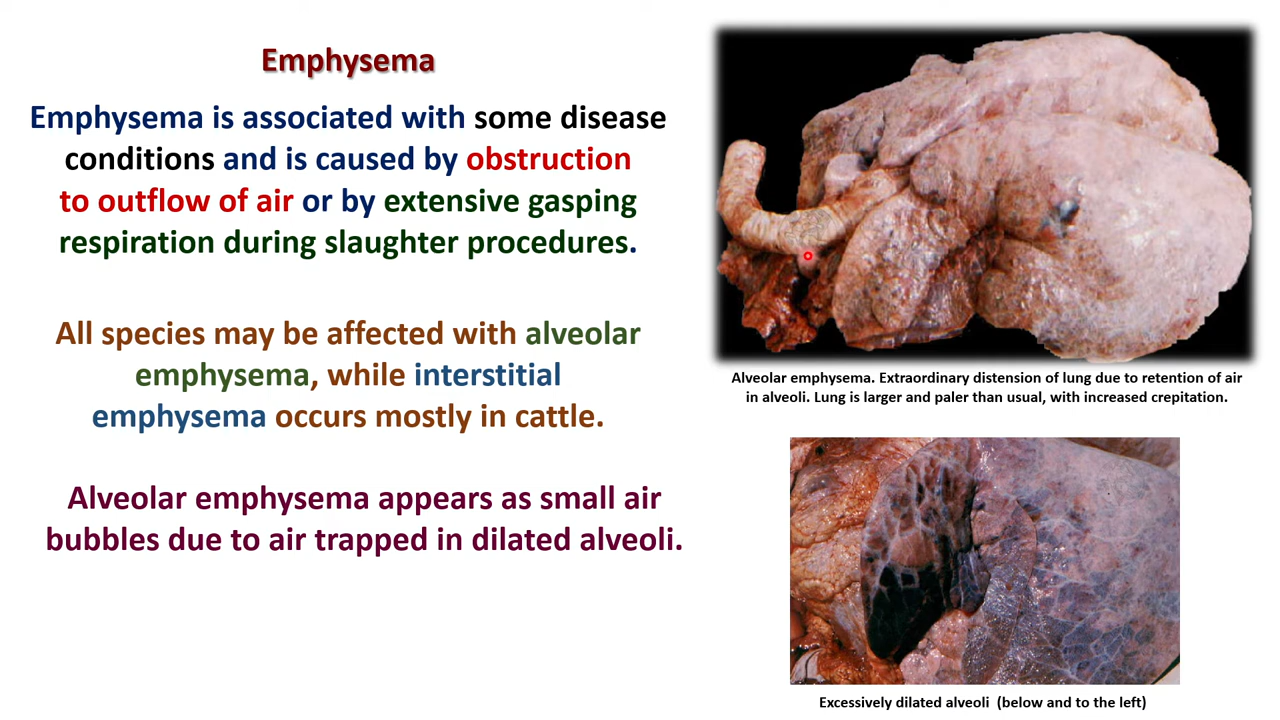 Emphysema
Emphysema is associated with some disease
conditions and is caused by obstruction
to outflow of air or by extensive gasping
respiration during slaughter procedures.
All species may be affected with alveolar
emphysema, while interstitial
emphysema occurs mostly in cattle.
Alveolar emphysema appears as small air
bubbles due to air trapped in dilated alveoli.
Alveolar emphysema. Extraordinary distension of lung due to retention of air
in alveoli. Lung is larger and paler than usual, with increased crepitation.
Excessively dilated alveoli (below and to the left)